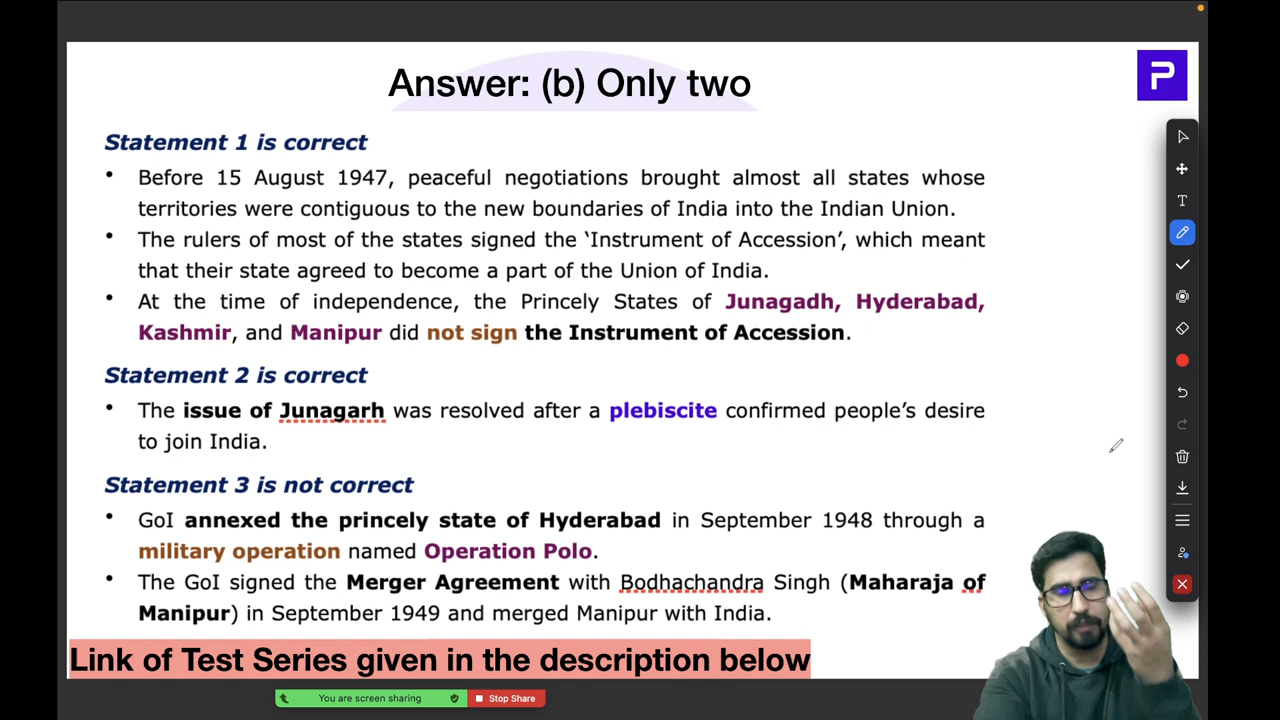 Answer: (b) Only two
P
Statement 1 is correct
• Before 15 August 1947, peaceful negotiations brought almost all states whose
territories were contiguous to the new boundaries of India into the Indian Union.
• The rulers of most of the states signed the ‘Instrument of Accession’, which meant
that their state agreed to become a part of the Union of India.
• At the time of independence, the Princely States of Junagadh, Hyderabad,
Kashmir, and Manipur did not sign the Instrument of Accession.
Statement 2 is correct
• The issue of Junagarh was resolved after a plebiscite confirmed people’s desire
to join India.
Statement 3 is not correct
• GoI annexed the princely state of Hyderabad in September 1948 through a
military operation named Operation Polo.
• The GoI signed the Merger Agreement with Bodhachandra Singh (Maharaja of
Manipur) in September 1949 and merged Manipur with India.
Link of Test Series given in the description below
You are screen sharing Stop Share
T